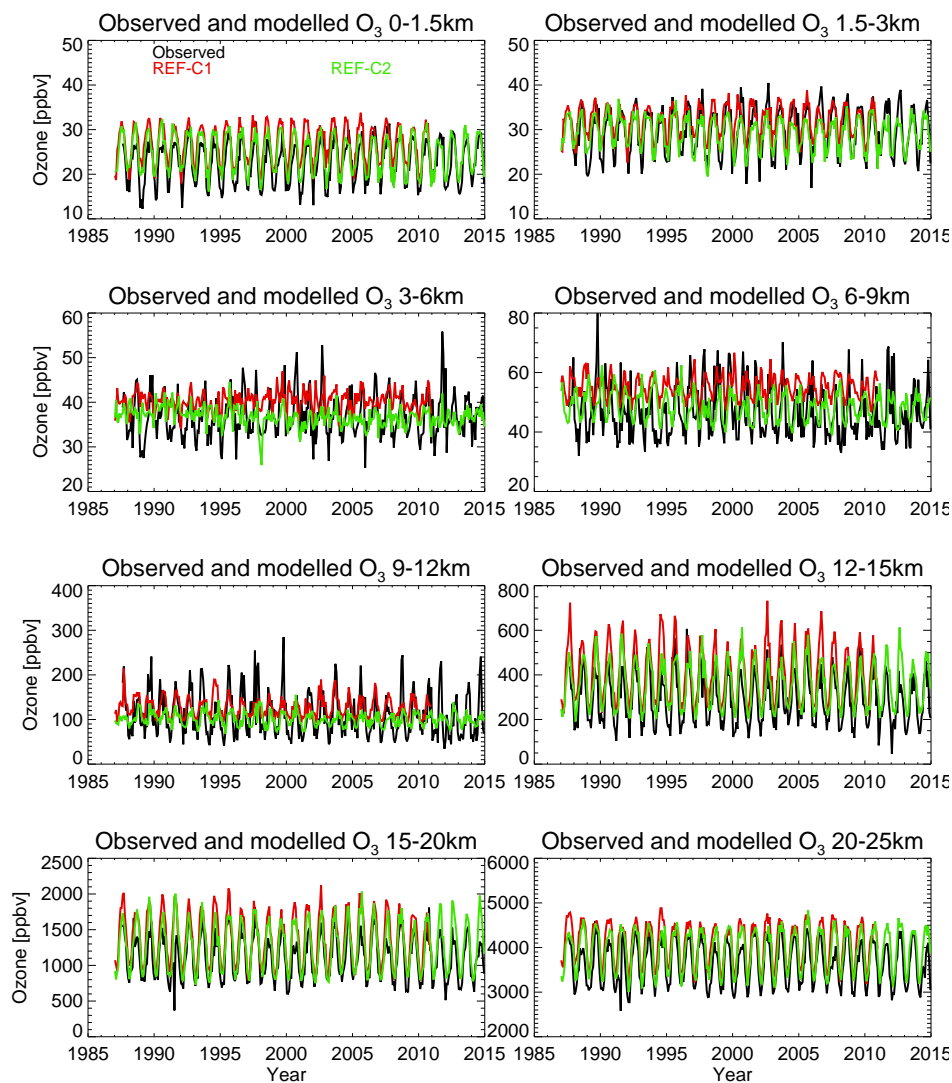 Observed and modelled O3 0-1.5km
Observed and modelled O3 1.5-3km
Ozone [ppbv]
50
40
30
20
10
Observed
REF-C1
REF-C2
1985 1990 1995 2000 2005 2010 2015
50
40
30
20
10
1985 1990 1995 2000 2005 2010 2015
Observed and modelled O3 3-6km
Observed and modelled O3 6-9km
Ozone [ppbv]
60
50
40
30
20
1985 1990 1995 2000 2005 2010 2015
80
60
40
20
1985 1990 1995 2000 2005 2010 2015
Observed and modelled O3 9-12km
Observed and modelled O3 12-15km
Ozone [ppbv]
400
300
200
100
0
1985 1990 1995 2000 2005 2010 2015
800
600
400
200
0
1985 1990 1995 2000 2005 2010 2015
Observed and modelled O3 15-20km
Observed and modelled O3 20-25km
Ozone [ppbv]
2500
2000
1500
1000
500
0
1985 1990 1995 2000 2005 2010 2015
Year
6000
5000
4000
3000
2000
1985 1990 1995 2000 2005 2010 2015
Year